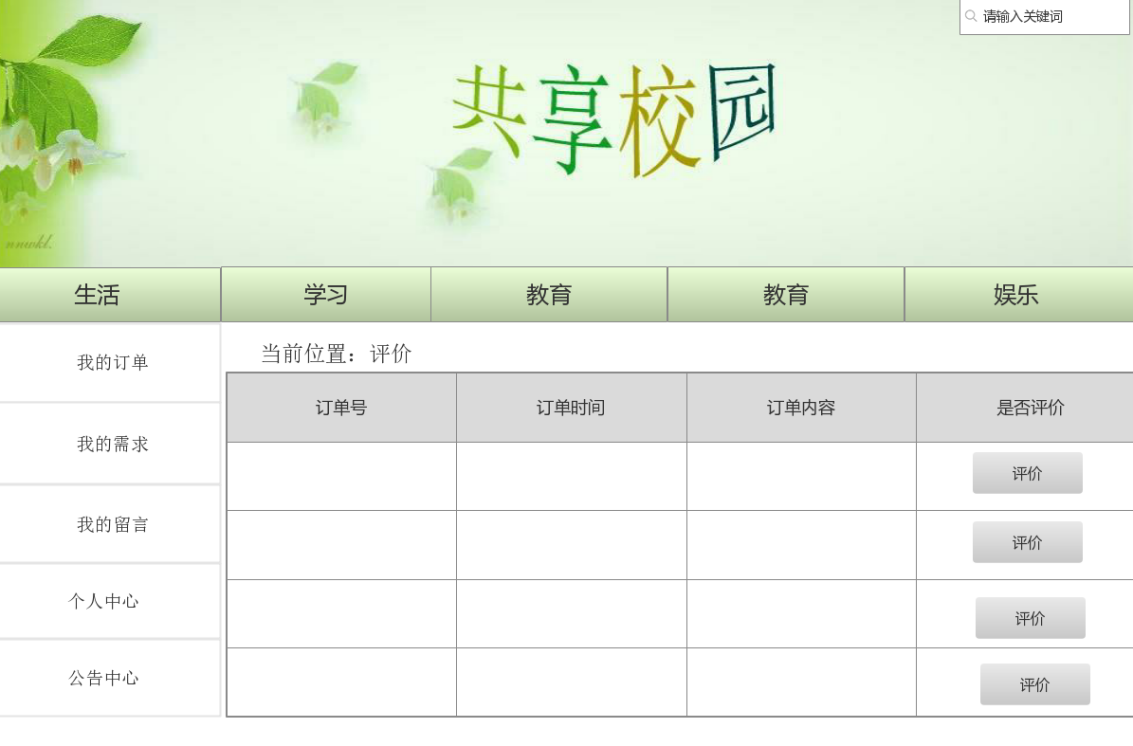 请输入关键词
共享校园
nnwkl.
生活 学习 教育 教育 娱乐
当前位置：评价
我的订单
我的需求
我的留言
个人中心
公告中心
订单号 订单时间 订单内容 是否评价
评价
评价
评价
评价